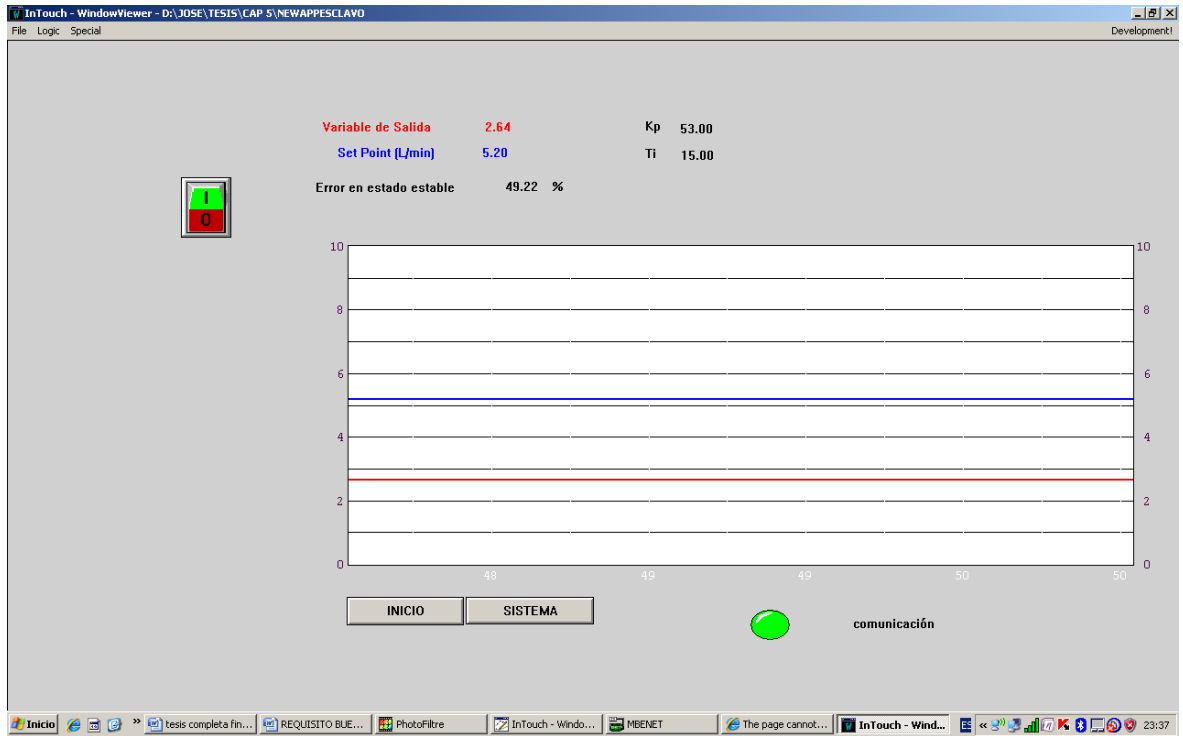 InTouch - WindowViewer - D:\JOSE\TESIS\CAP 5\NEWAPPESCLAVO
File Logic Special Development!
Variable de Salida 2.64 Kp 53.00
Set Point (L/min) 5.20 Ti 15.00
Error en estado estable 49.22 %
I
0
10 10
8 8
6 6
4 4
2 2
0 0
48 49 49 50 50
INICIO SISTEMA
comunicación
Inicio » tesis completa fin... REQUISITO BUE... PhotoFiltre InTouch - Windo... MBENET The page cannot... InTouch - Wind... ES « 23:37